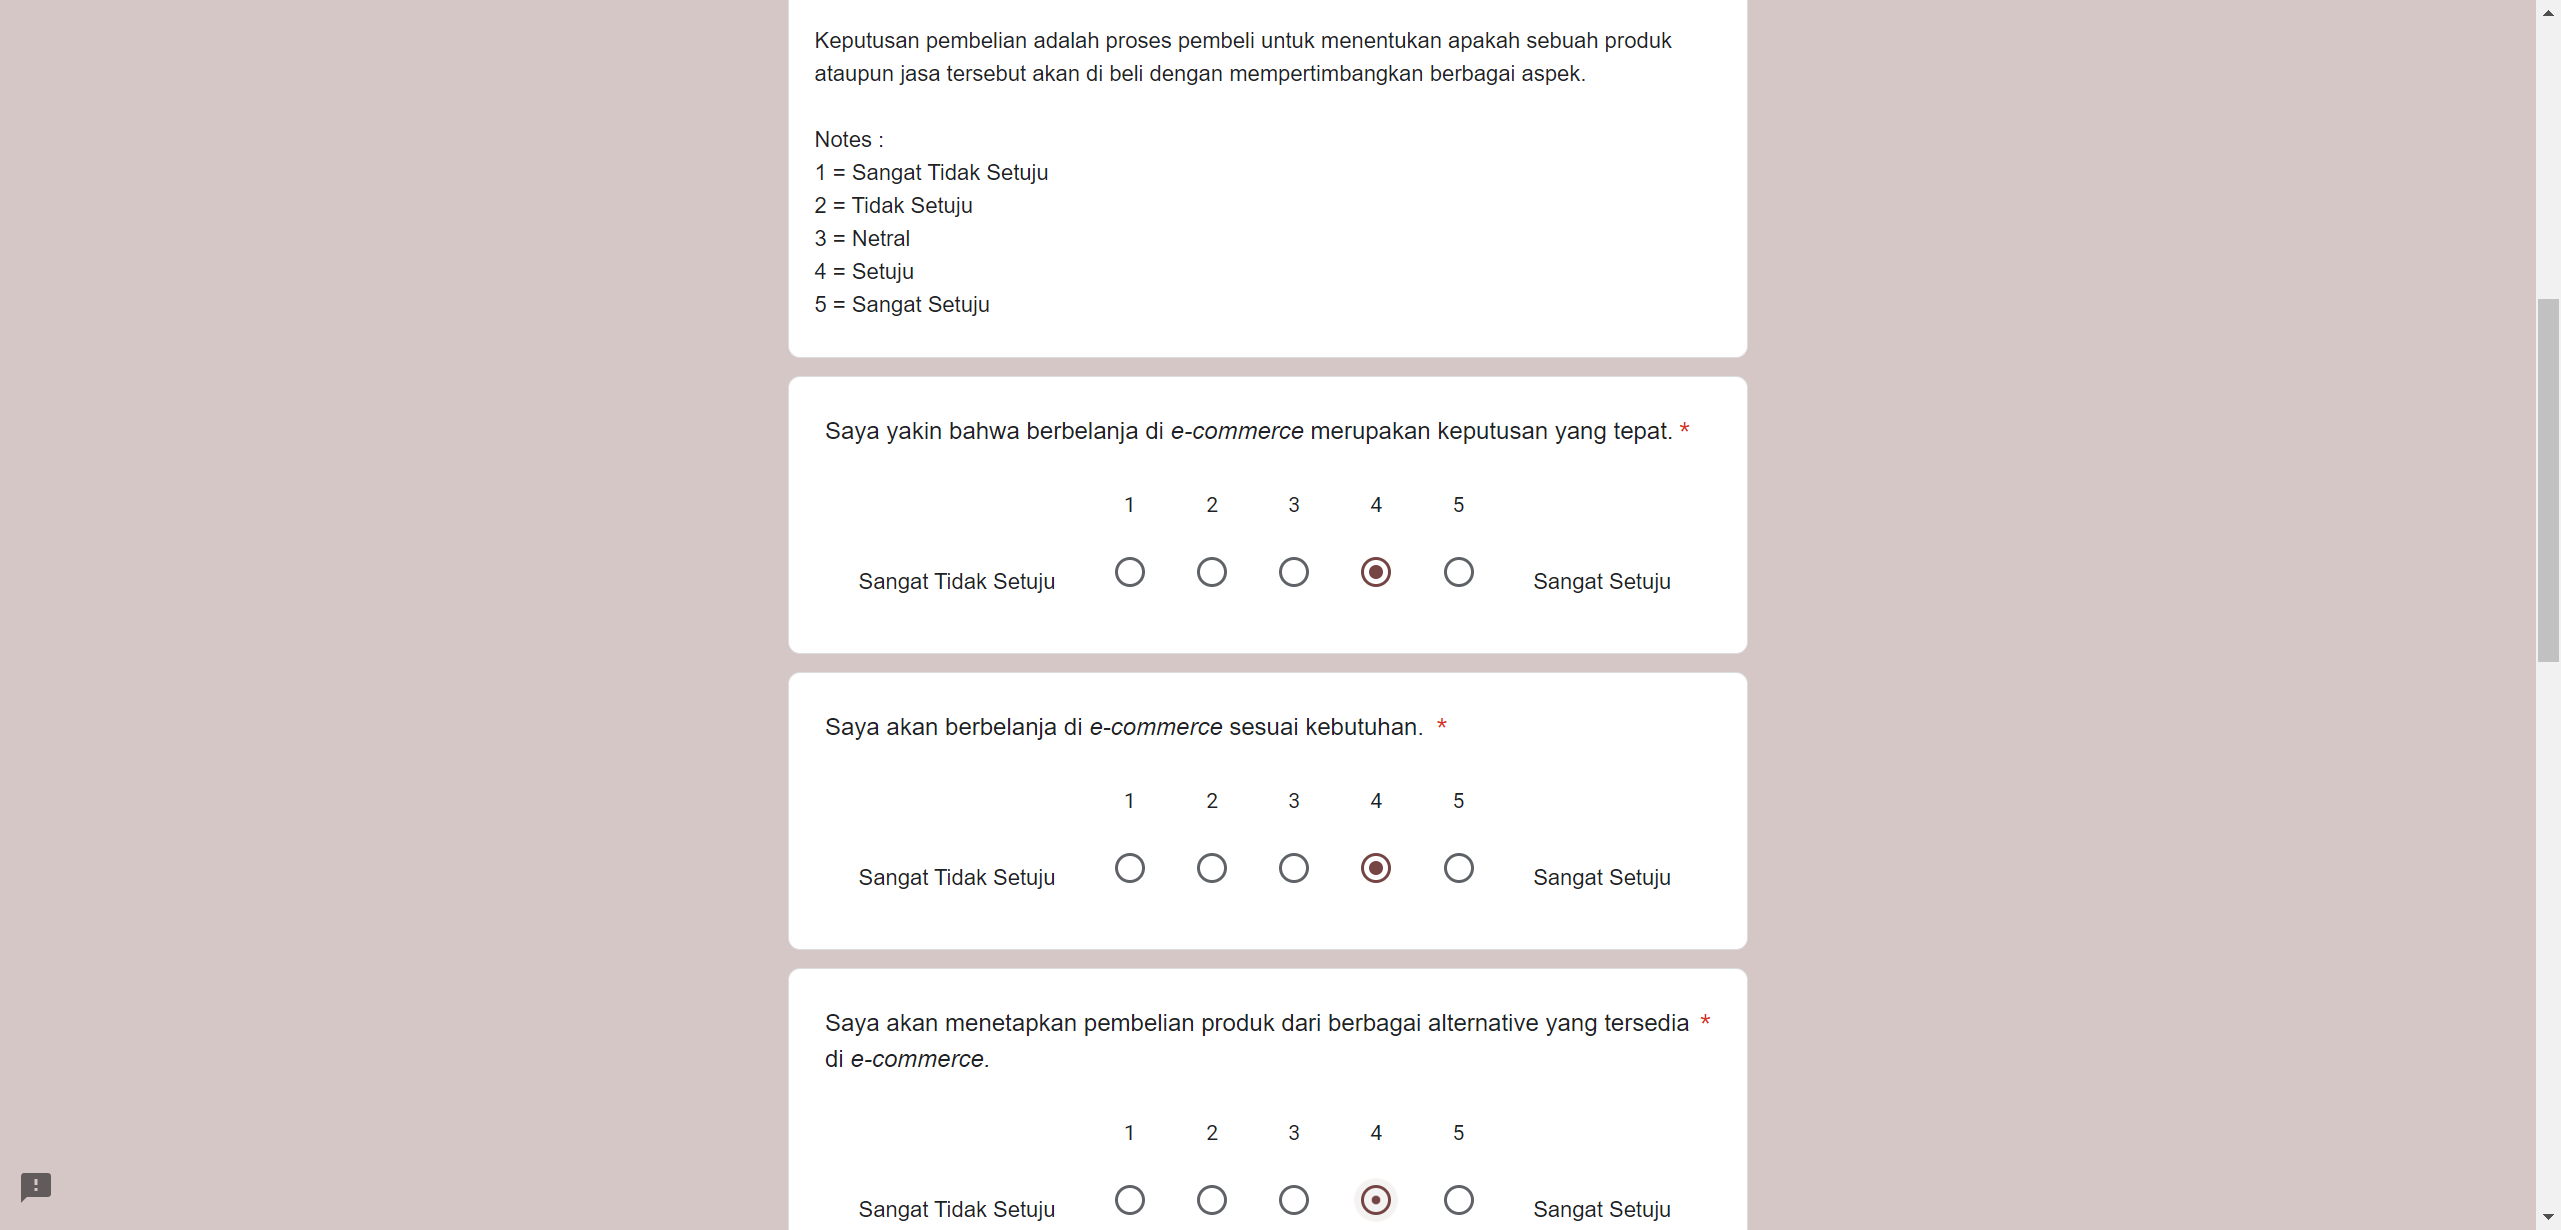 Keputusan pembelian adalah proses pembeli untuk menentukan apakah sebuah produk
ataupun jasa tersebut akan di beli dengan mempertimbangkan berbagai aspek.
Notes :
1 = Sangat Tidak Setuju
2 = Tidak Setuju
3 = Netral
4 = Setuju
5 = Sangat Setuju
Saya yakin bahwa berbelanja di e-commerce merupakan keputusan yang tepat. *
1 2 3 4 5
Sangat Tidak Setuju Sangat Setuju
Saya akan berbelanja di e-commerce sesuai kebutuhan. *
1 2 3 4 5
Sangat Tidak Setuju Sangat Setuju
Saya akan menetapkan pembelian produk dari berbagai alternative yang tersedia *
di e-commerce.
1 2 3 4 5
Sangat Tidak Setuju Sangat Setuju